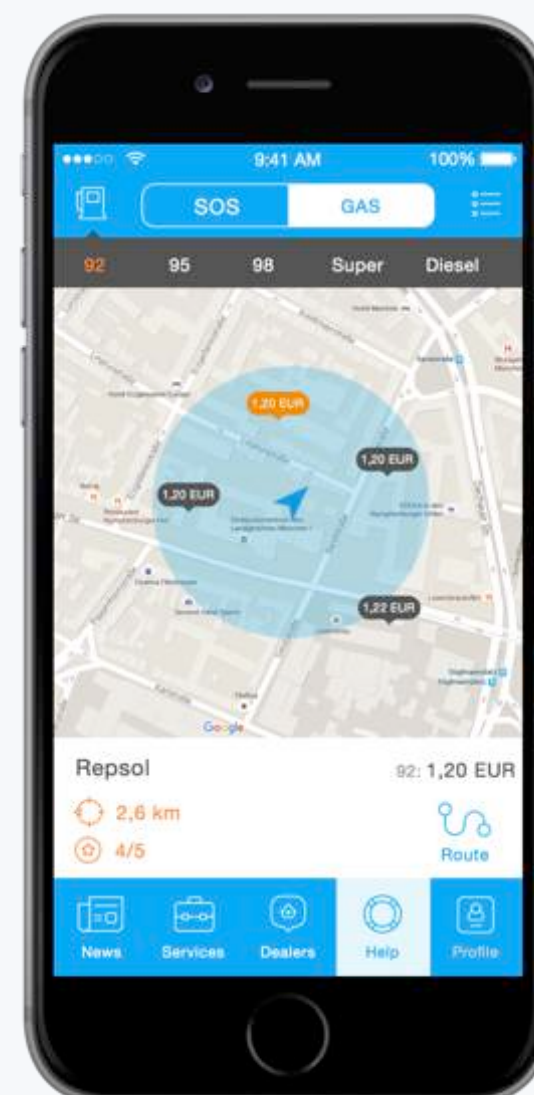 9:41 AM 100%
SOS GAS
92 95 98 Super Diesel
1,20 EUR
1,20 EUR
1,20 EUR
1,22 EUR
Karlstraße
Google
Repsol 92: 1,20 EUR
2,6 km
4/5 Route
News Services Dealers Help Profile